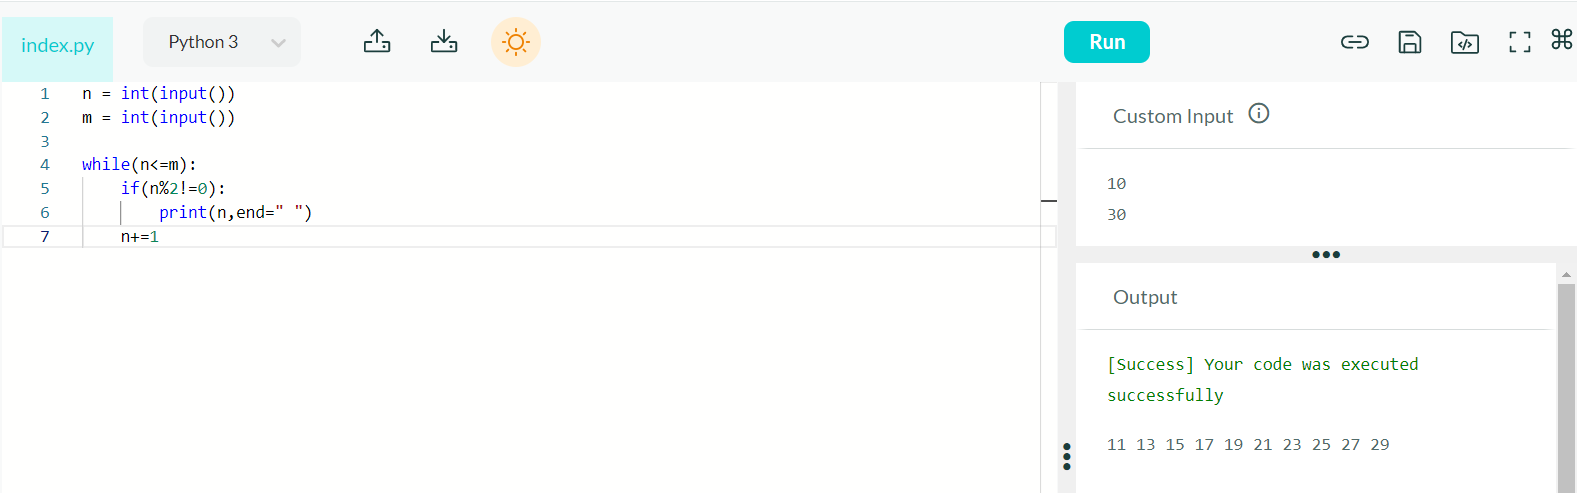 index.py
Python 3
Run
1 n = int(input())
2 m = int(input())
3
4 while(n<=m):
5     if(n%2!=0):
6         print(n,end=" ")
7     n+=1
Custom Input
10
30
Output
[Success] Your code was executed
successfully
11 13 15 17 19 21 23 25 27 29